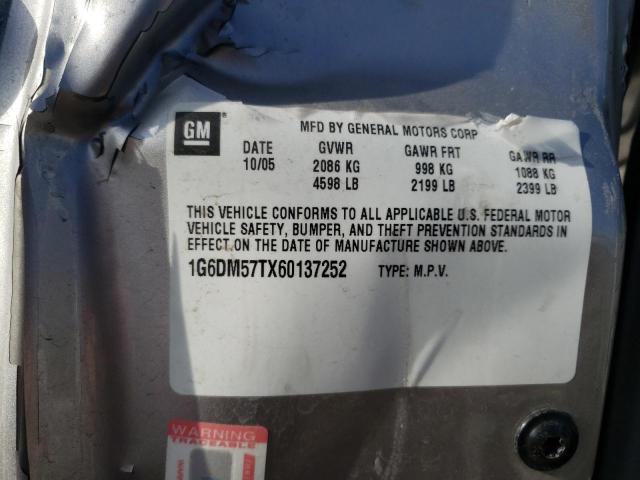 GM
MFD BY GENERAL MOTORS CORP
DATE GVWR GAWR FRT GAWR RR
10/05 2086 KG 998 KG 1088 KG
4598 LB 2199 LB 2399 LB
THIS VEHICLE CONFORMS TO ALL APPLICABLE U.S. FEDERAL MOTOR
VEHICLE SAFETY, BUMPER, AND THEFT PREVENTION STANDARDS IN
EFFECT ON THE DATE OF MANUFACTURE SHOWN ABOVE.
1G6DM57TX60137252 TYPE: M.P.V.
WARNING
TRACEABLE